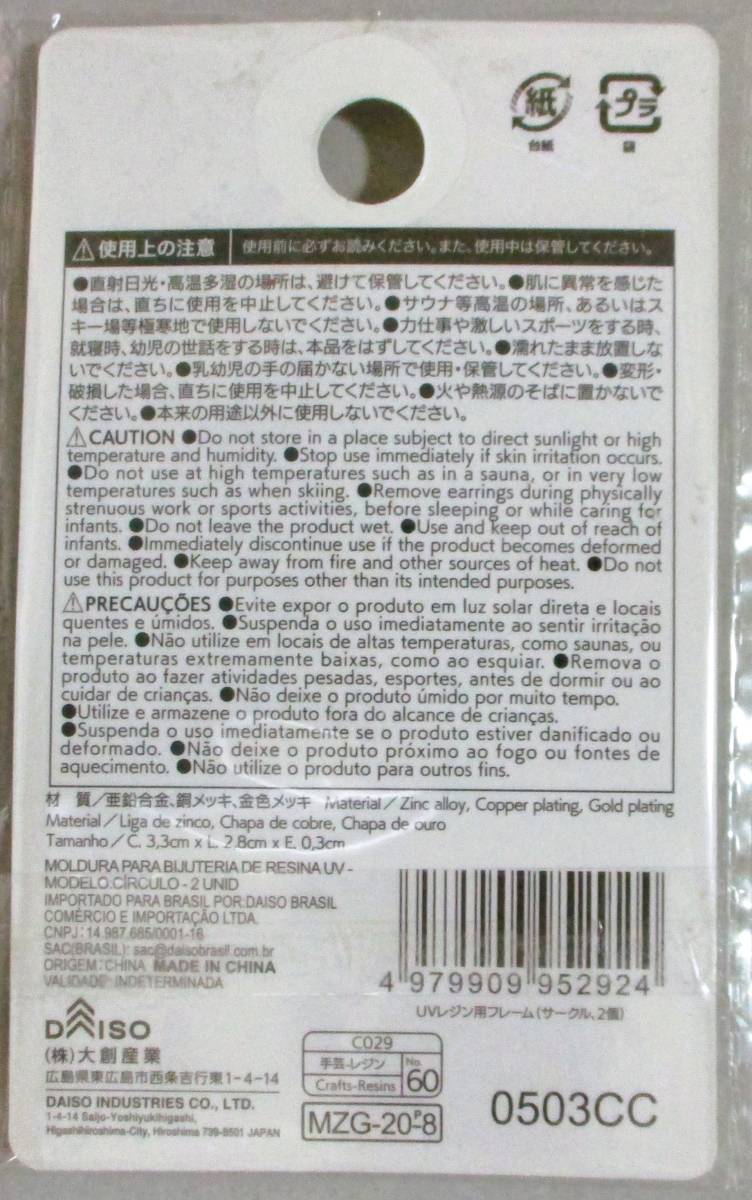 紙
台紙
プラ
袋
使用上の注意 使用前に必ずお読みください。また、使用中は保管してください。
●直射日光・高温多湿の場所は、避けて保管してください。●肌に異常を感じた
場合は、直ちに使用を中止してください。●サウナ等高温の場所、あるいはス
キー場等極寒地で使用しないでください。●力仕事や激しいスポーツをする時、
就寝時、幼児の世話をする時は、本品をはずしてください。●濡れたまま放置しな
いでください。●乳幼児の手の届かない場所で使用・保管してください。●変形・
破損した場合、直ちに使用を中止してください。●火や熱源のそばに置かないで
ください。●本来の用途以外に使用しないでください。
⚠CAUTION ●Do not store in a place subject to direct sunlight or high
temperature and humidity. ●Stop use immediately if skin irritation occurs.
●Do not use at high temperatures such as in a sauna, or in very low
temperatures such as when skiing. ●Remove earrings during physically
strenuous work or sports activities, before sleeping or while caring for
infants. ●Do not leave the product wet. ●Use and keep out of reach of
infants. ●Immediately discontinue use if the product becomes deformed
or damaged. ●Keep away from fire and other sources of heat. ●Do not
use this product for purposes other than its intended purposes.
⚠PRECAUÇÕES ●Evite expor o produto em luz solar direta e locais
quentes e úmidos. ●Suspenda o uso imediatamente ao sentir irritação
na pele. ●Não utilize em locais de altas temperaturas, como saunas, ou
temperaturas extremamente baixas, como ao esquiar. ●Remova o
produto ao fazer atividades pesadas, esportes, antes de dormir ou ao
cuidar de crianças. ●Não deixe o produto úmido por muito tempo.
●Utilize e armazene o produto fora do alcance de crianças.
●Suspenda o uso imediatamente se o produto estiver danificado ou
deformado. ●Não deixe o produto próximo ao fogo ou fontes de
aquecimento. ●Não utilize o produto para outros fins.
材 質／亜鉛合金、銅メッキ、金色メッキ Material／Zinc alloy, Copper plating, Gold plating
Material／Liga de zinco, Chapa de cobre, Chapa de ouro
Tamanho／C. 3,3cm x L. 2,8cm x E. 0,3cm
MOLDURA PARA BIJUTERIA DE RESINA UV -
MODELO:CÍRCULO - 2 UNID
IMPORTADO PARA BRASIL POR:DAISO BRASIL
COMÉRCIO E IMPORTAÇÃO LTDA.
CNPJ: 14.987.685/0001-16
SAC(BRASIL): sac@daisobrasil.com.br
ORIGEM:CHINA MADE IN CHINA
VALIDADE: INDETERMINADA
4 979909 952924
UVレジン用フレーム(サークル、2個)
DAISO
(株)大創産業
広島県東広島市西条吉行東1-4-14
DAISO INDUSTRIES CO., LTD.
1-4-14 Saijo-Yoshiyukihigashi,
Higashihiroshima-City, Hiroshima 739-8501 JAPAN
C029
手芸-レジン
Crafts-Resins
No.
60
MZG-20-P-8
0503CC